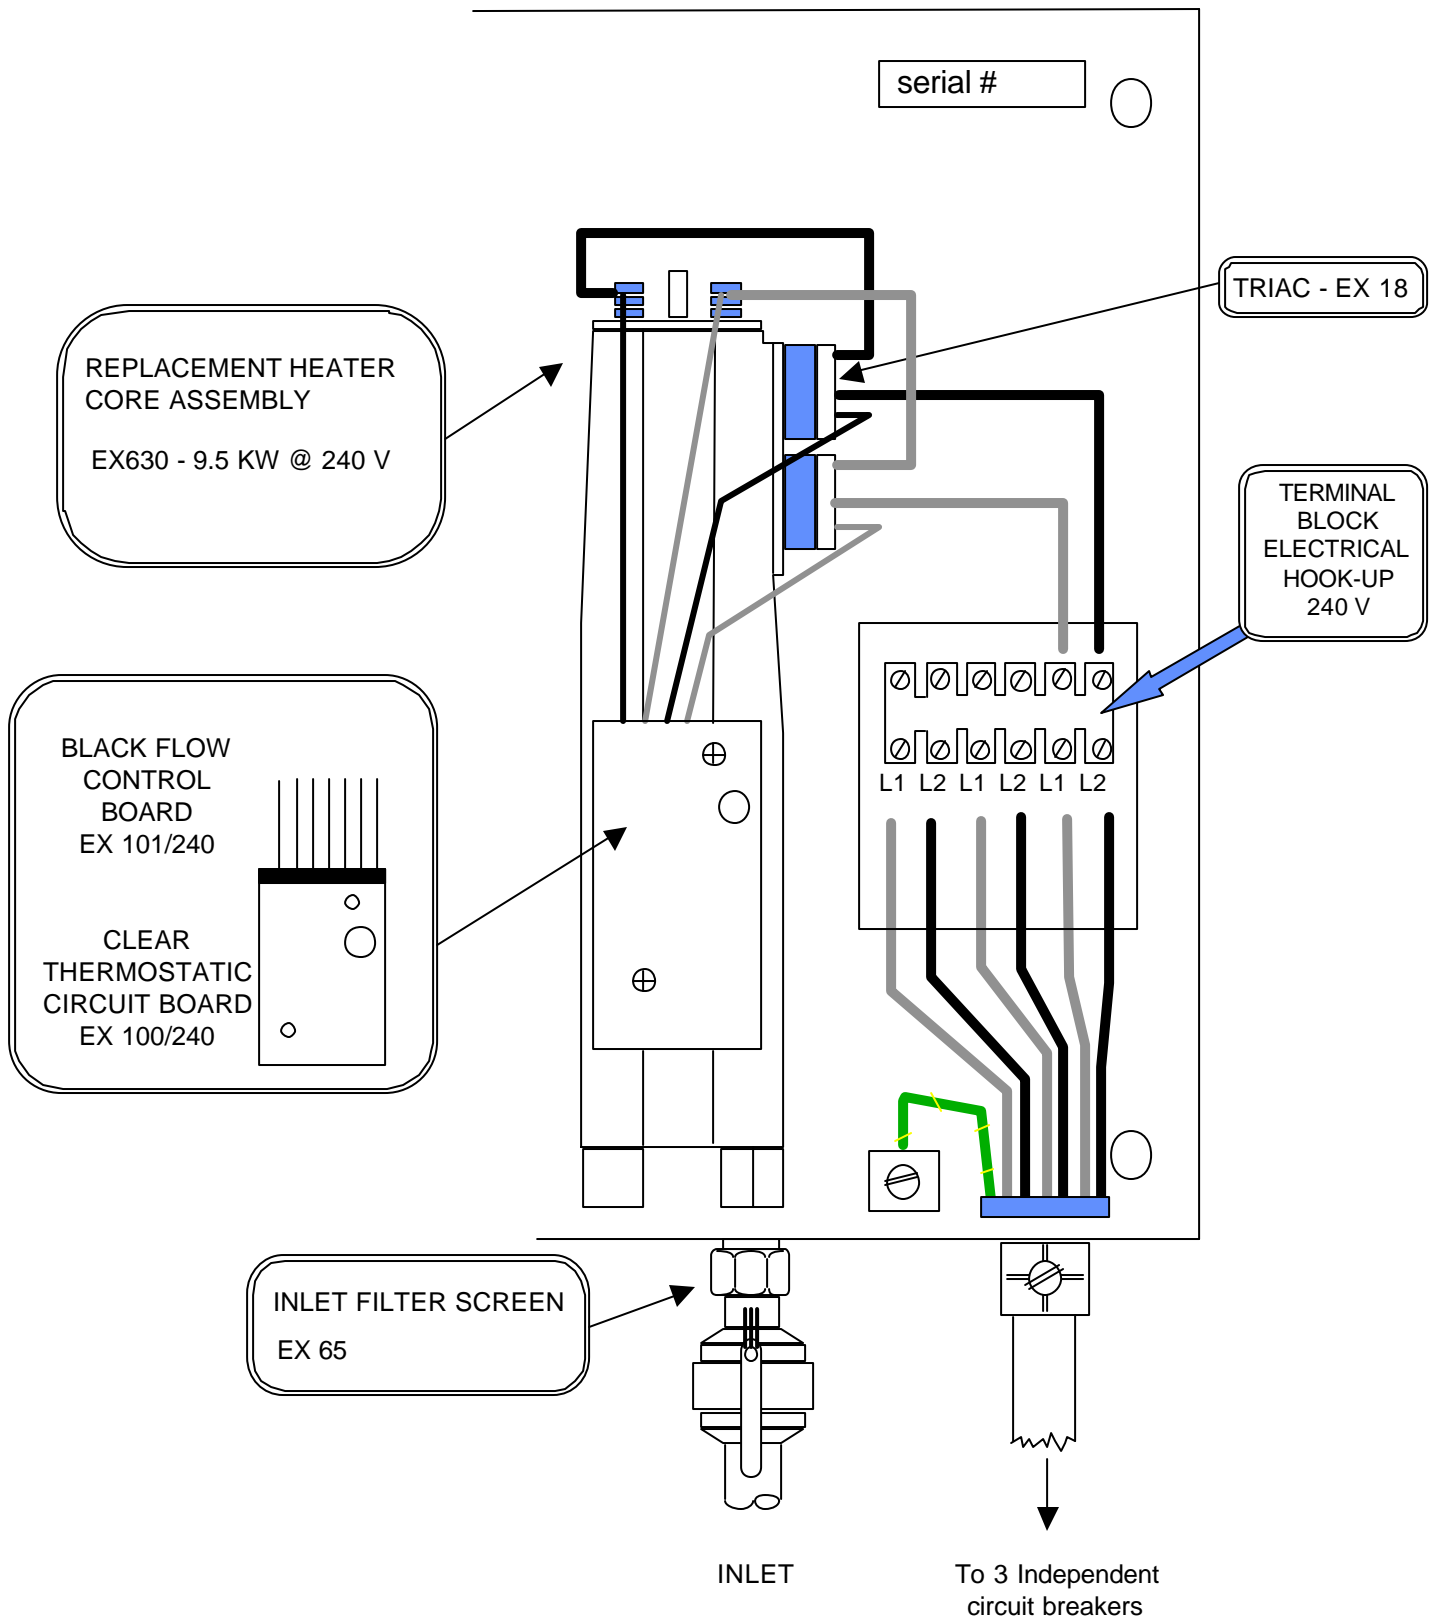 serial #
TRIAC - EX 18
REPLACEMENT HEATER
CORE ASSEMBLY
EX630 - 9.5 KW @ 240 V
TERMINAL
BLOCK
ELECTRICAL
HOOK-UP
240 V
BLACK FLOW
CONTROL
BOARD
EX 101/240
CLEAR
THERMOSTATIC
CIRCUIT BOARD
EX 100/240
L1 L2 L1 L2 L1 L2
INLET FILTER SCREEN
EX 65
INLET
To 3 Independent
circuit breakers